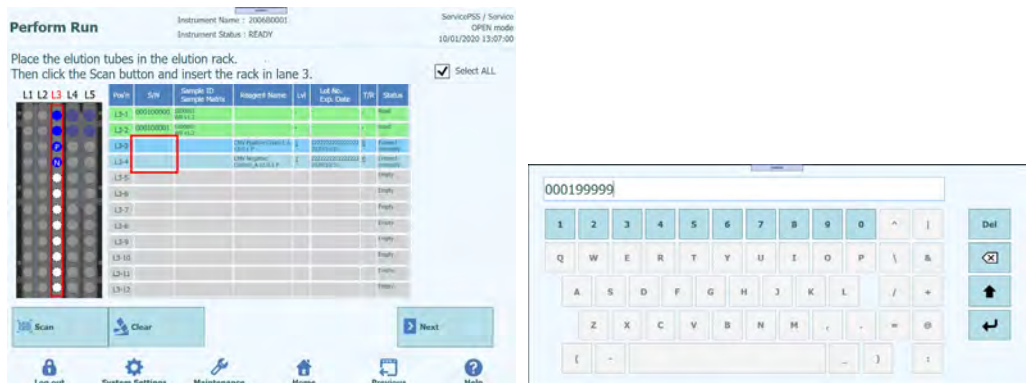 Perform Run
Instrument Name : 200680001
Instrument Status : READY
ServicePSS / Service
OPEN mode
10/01/2020 13:07:00
Place the elution tubes in the elution rack.
Then click the Scan button and insert the rack in lane 3.
Select ALL
L1 L2 L3 L4 L5
Pos'n S/N Sample ID Sample Matrix Reagent Name Lvl Lot No. Exp. Date T/R Status
L3-1 000100000
L3-2 000100001
L3-3
P
L3-4
N
L3-5 Empty
L3-6 Empty
L3-7 Empty
L3-8 Empty
L3-9 Empty
L3-10 Empty
L3-11 Empty
L3-12 Empty
Scan
Clear
Next
Log out
System Settings
Maintenance
Home
Previous
Help
000199999
1 2 3 4 5 6 7 8 9 0 ^ | Del
Q W E R T Y U I O P \ &
A S D F G H J K L / +
Z X C V B N M , . = @
( - _ ) :